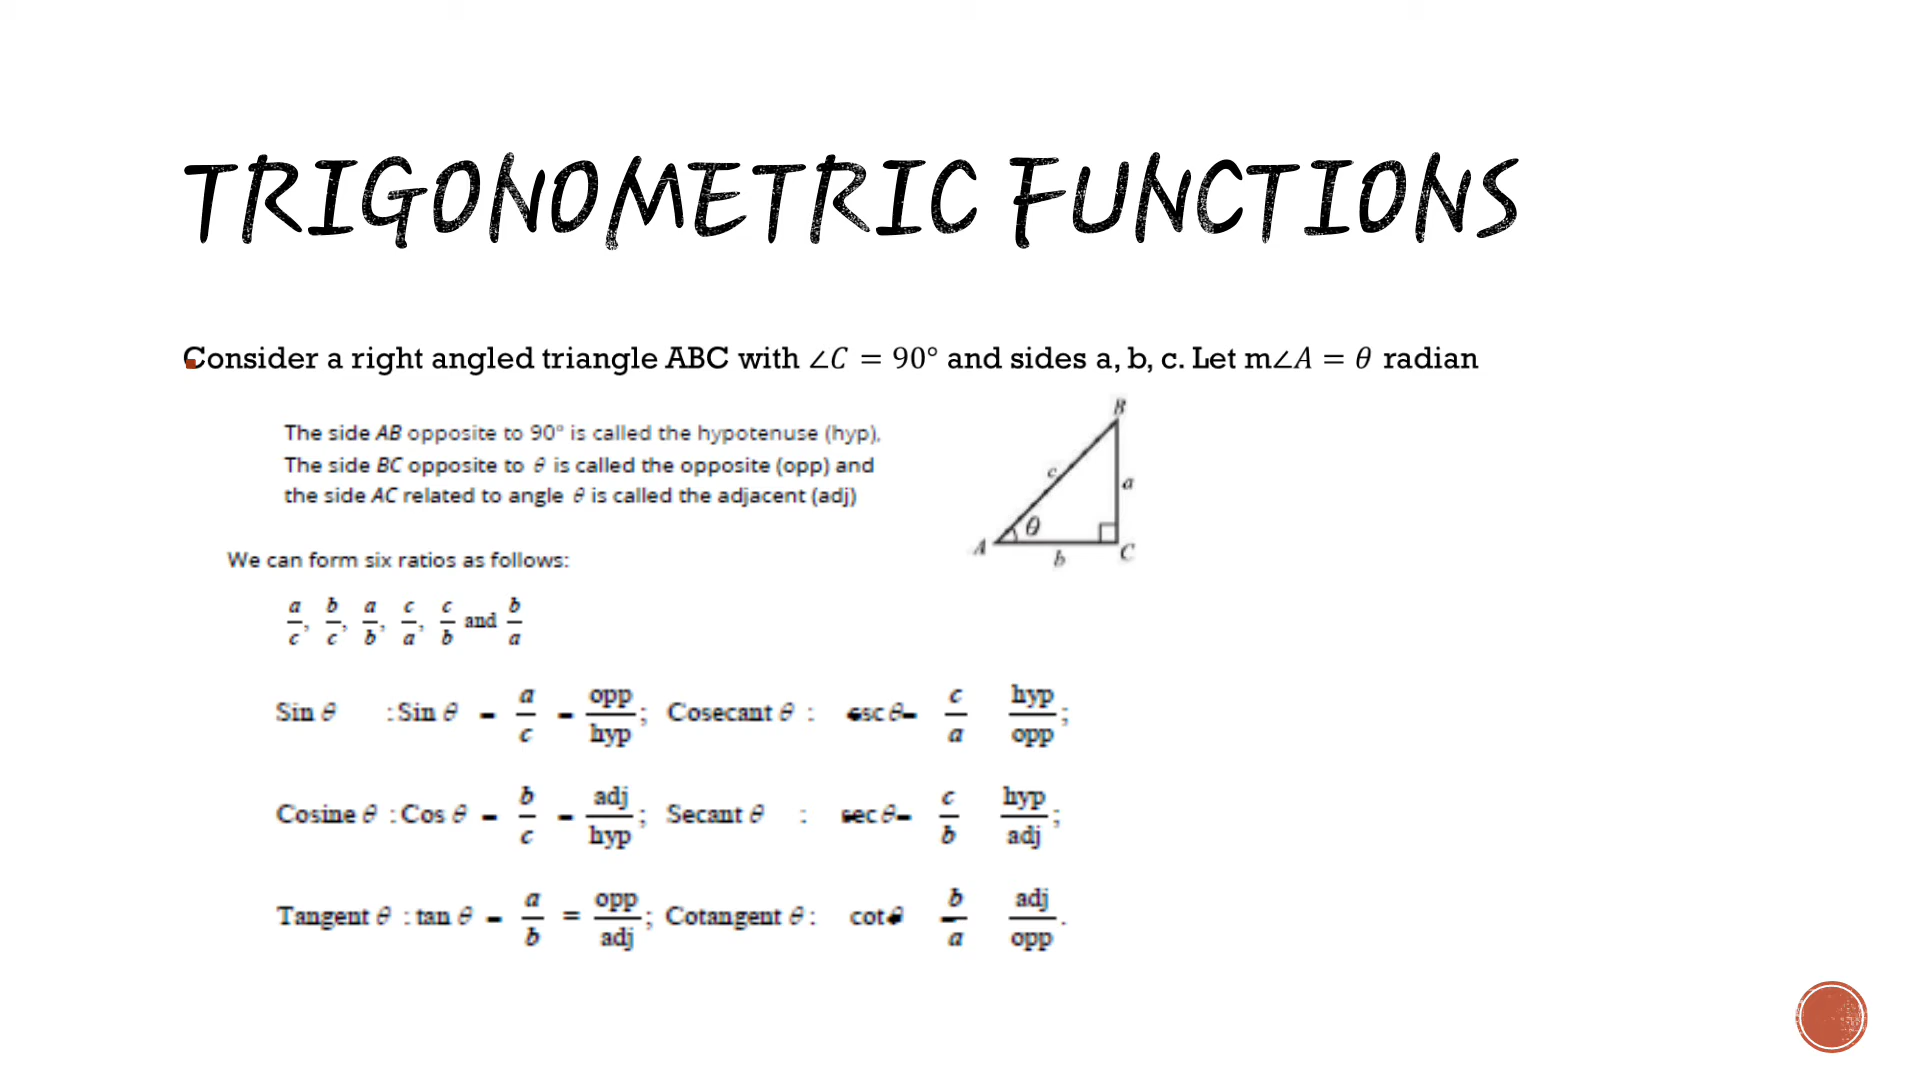 TRIGONOMETRIC FUNCTIONS
Consider a right angled triangle ABC with ∠C = 90° and sides a, b, c. Let m∠A = θ radian
The side AB opposite to 90° is called the hypotenuse (hyp),
The side BC opposite to θ is called the opposite (opp) and
the side AC related to angle θ is called the adjacent (adj)
B
c
a
θ
A
b
C
We can form six ratios as follows:
a/c, b/c, a/b, c/a, c/b and b/a
Sin θ : Sin θ = a/c = opp/hyp; Cosecant θ : csc θ = c/a hyp/opp;
Cosine θ : Cos θ = b/c = adj/hyp; Secant θ : sec θ = c/b hyp/adj;
Tangent θ : tan θ = a/b = opp/adj; Cotangent θ : cot θ b/a adj/opp.